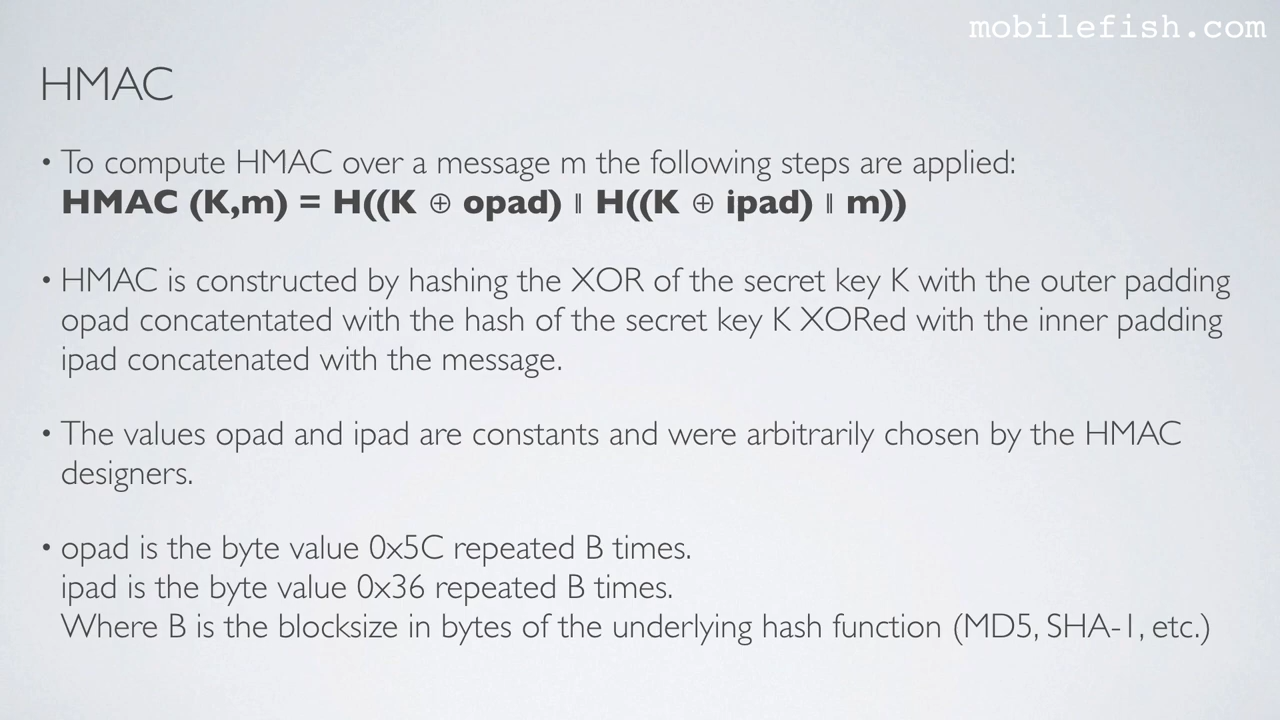 mobilefish.com
HMAC
• To compute HMAC over a message m the following steps are applied:
HMAC (K,m) = H((K ⊕ opad) ‖ H((K ⊕ ipad) ‖ m))
• HMAC is constructed by hashing the XOR of the secret key K with the outer padding
opad concatentated with the hash of the secret key K XORed with the inner padding
ipad concatenated with the message.
• The values opad and ipad are constants and were arbitrarily chosen by the HMAC
designers.
• opad is the byte value 0x5C repeated B times.
ipad is the byte value 0x36 repeated B times.
Where B is the blocksize in bytes of the underlying hash function (MD5, SHA-1, etc.)